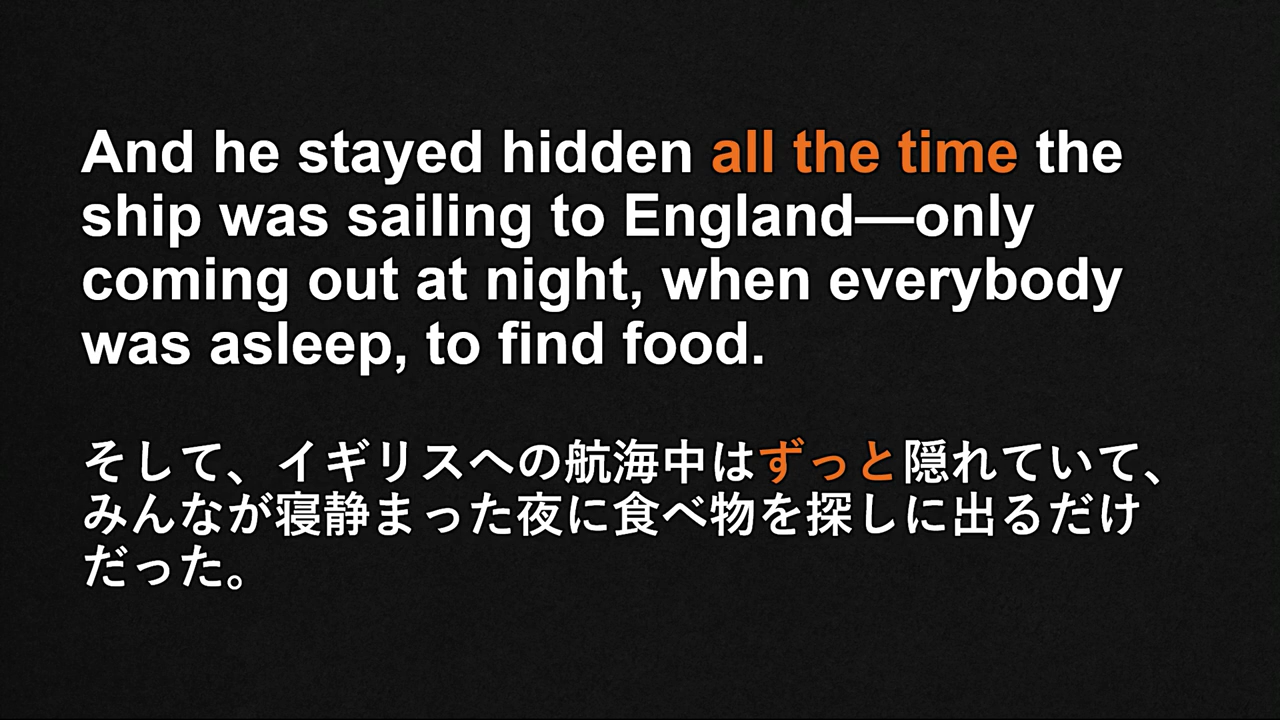 And he stayed hidden all the time the
ship was sailing to England—only
coming out at night, when everybody
was asleep, to find food.
そして、イギリスへの航海中はずっと隠れていて、
みんなが寝静まった夜に食べ物を探しに出るだけ
だった。